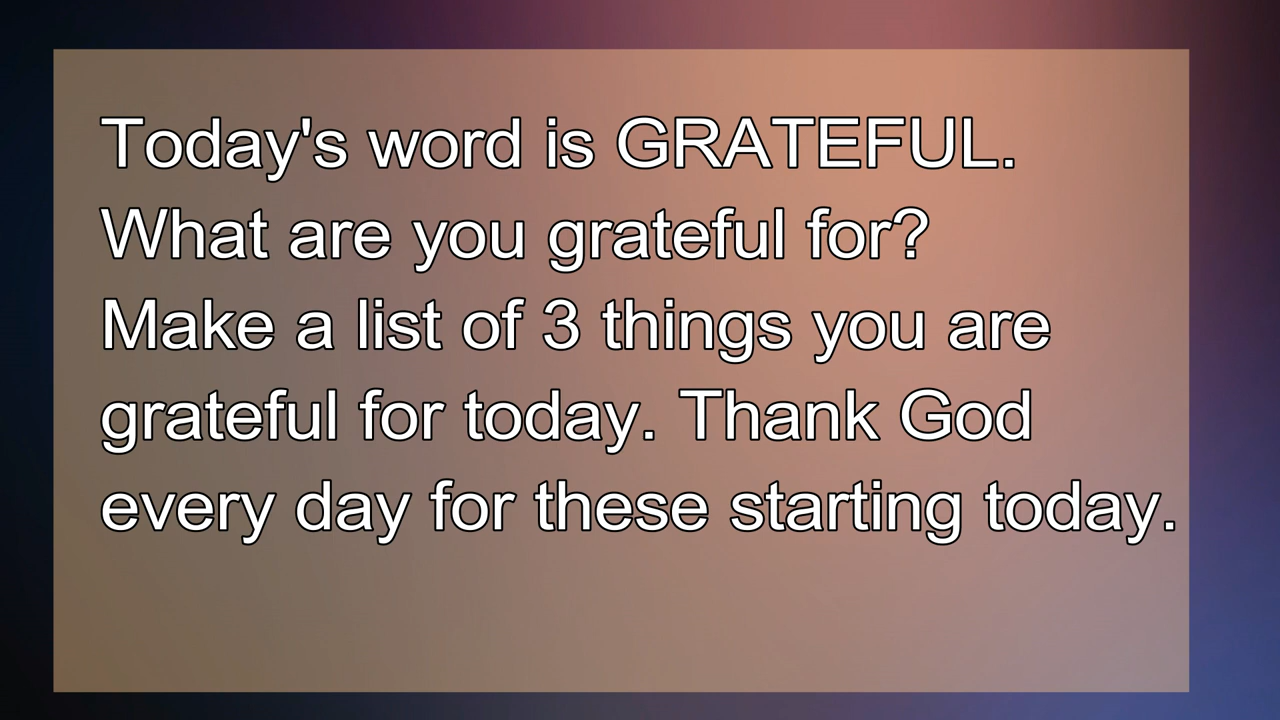 Today's word is GRATEFUL.
What are you grateful for?
Make a list of 3 things you are
grateful for today. Thank God
every day for these starting today.